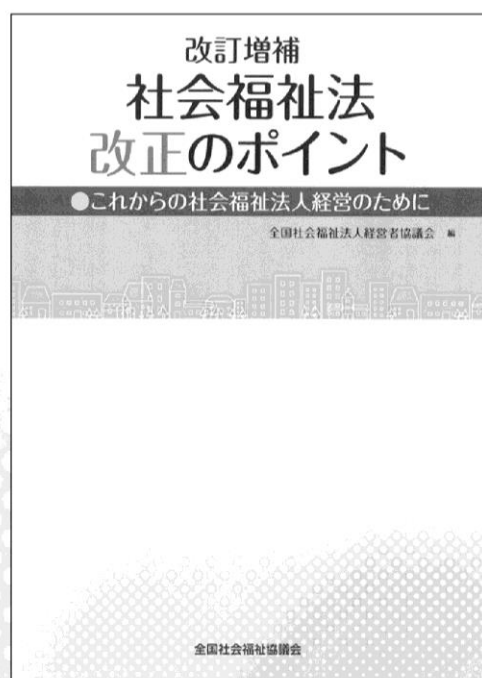 改訂増補
社会福祉法
改正のポイント
●これからの社会福祉法人経営のために
全国社会福祉法人経営者協議会 編
全国社会福祉協議会